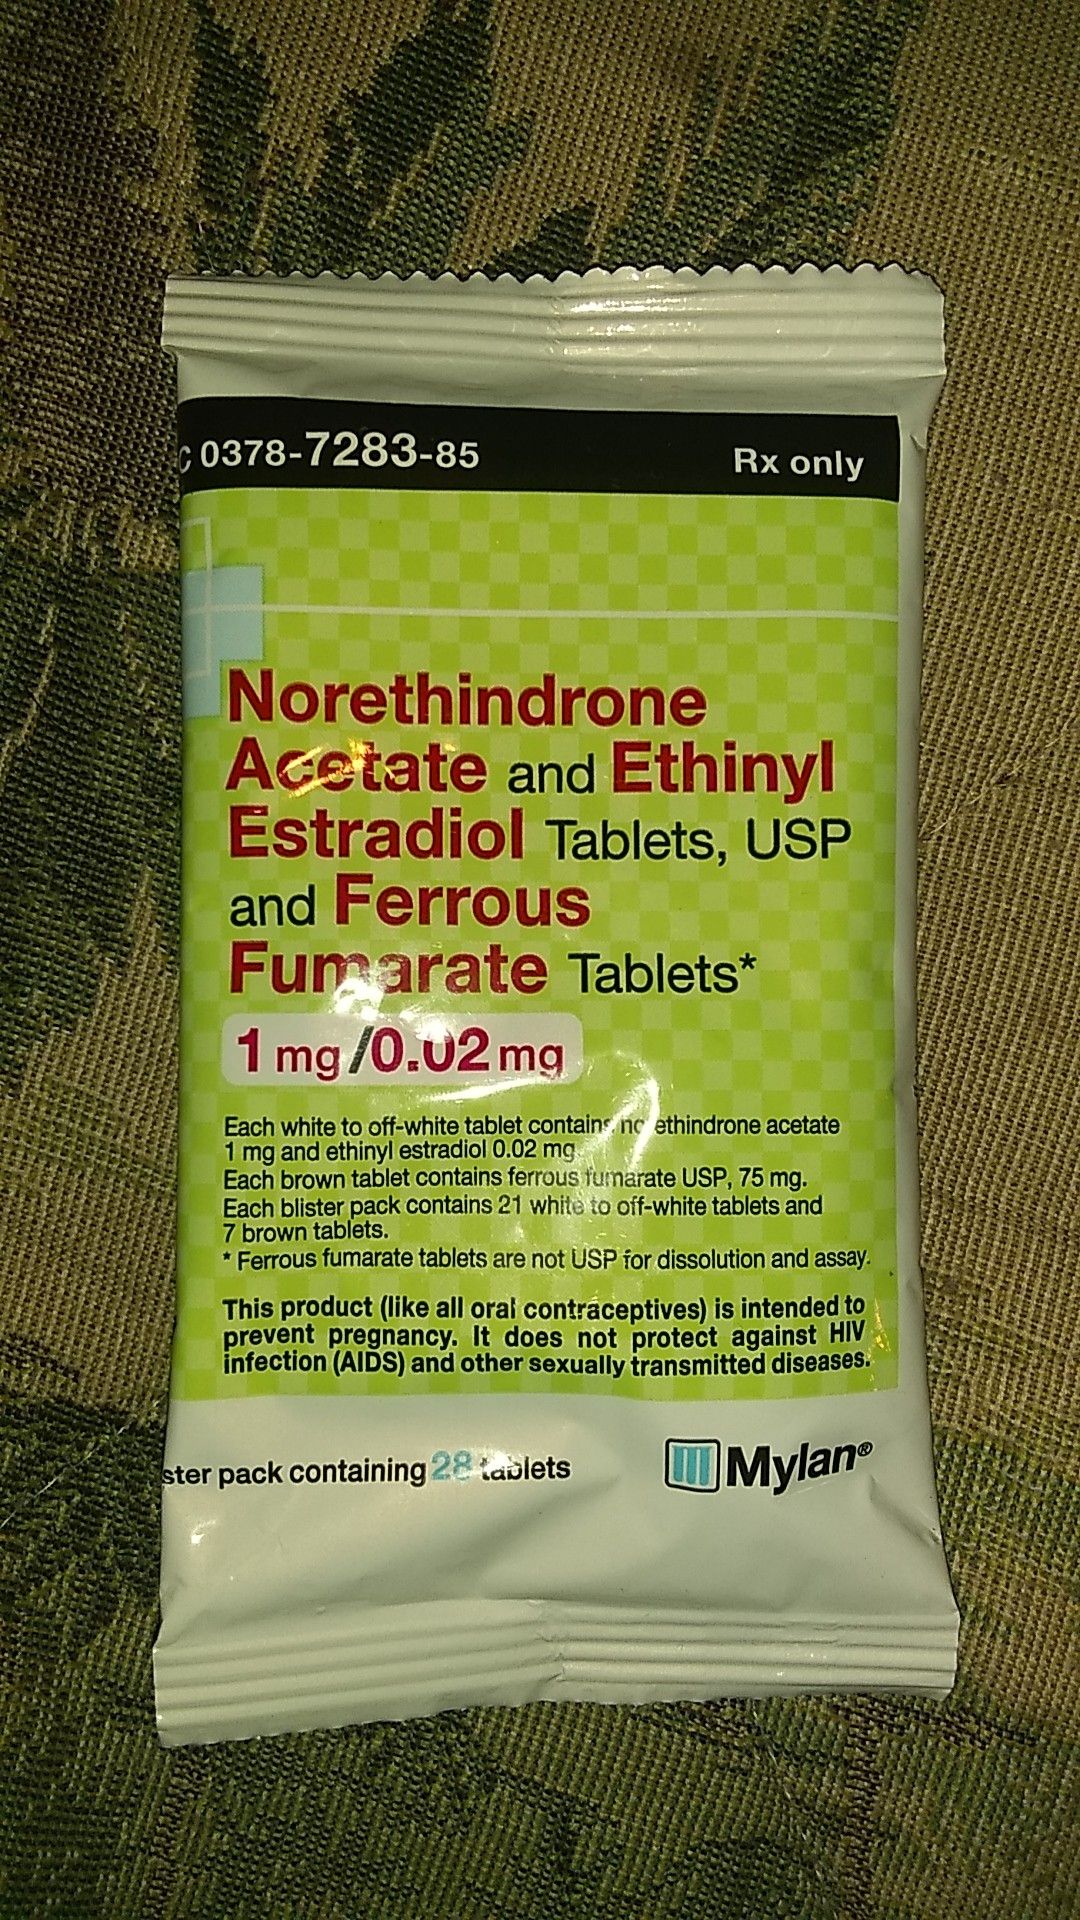 C 0378-7283-85 Rx only
Norethindrone
Acetate and Ethinyl
Estradiol Tablets, USP
and Ferrous
Fumarate Tablets*
1 mg/0.02 mg
Each white to off-white tablet contains norethindrone acetate
1 mg and ethinyl estradiol 0.02 mg.
Each brown tablet contains ferrous fumarate USP, 75 mg.
Each blister pack contains 21 white to off-white tablets and
7 brown tablets.
* Ferrous fumarate tablets are not USP for dissolution and assay.
This product (like all oral contraceptives) is intended to
prevent pregnancy. It does not protect against HIV
infection (AIDS) and other sexually transmitted diseases.
ster pack containing 28 tablets
Mylan®